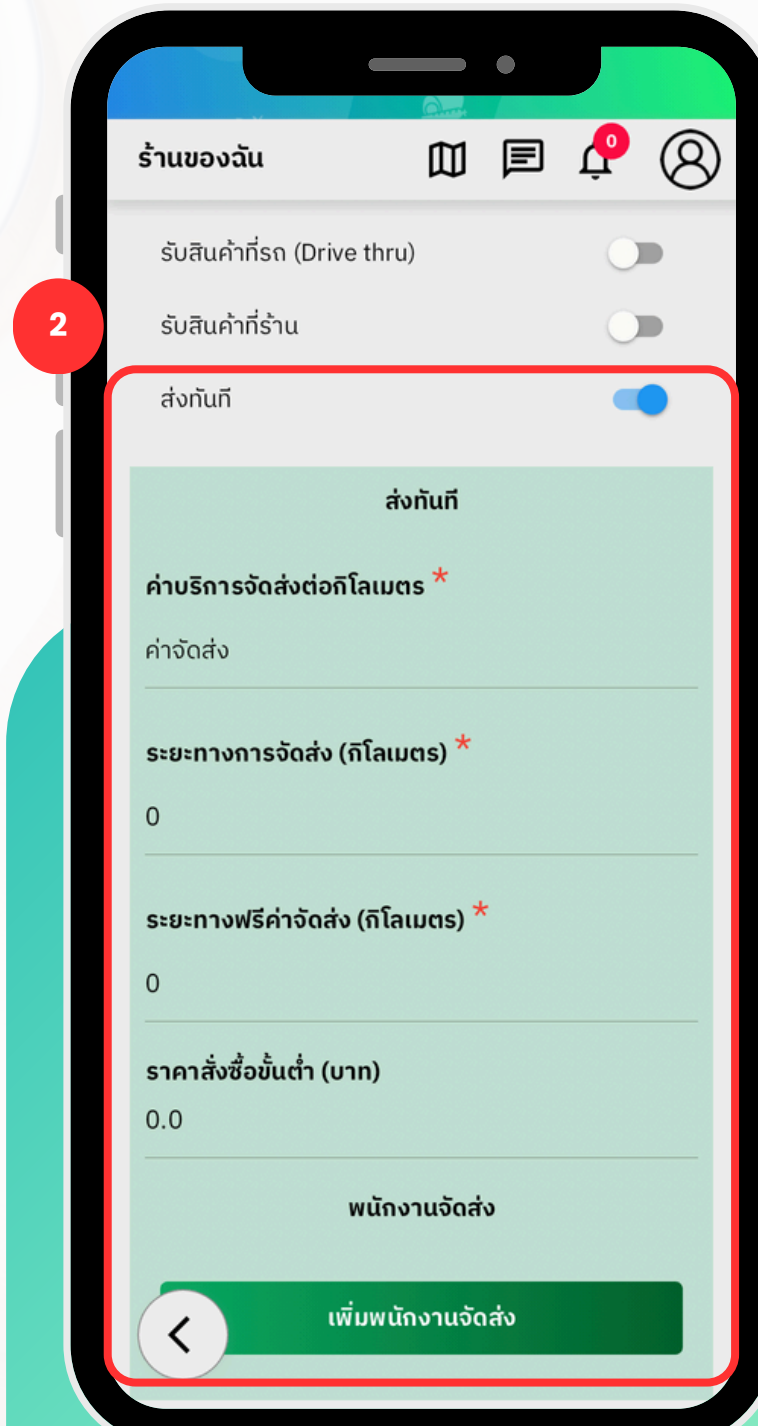 ร้านของฉัน
0
รับสินค้าที่รถ (Drive thru)
2
รับสินค้าที่ร้าน
ส่งทันที
ส่งทันที
ค่าบริการจัดส่งต่อกิโลเมตร *
ค่าจัดส่ง
ระยะทางการจัดส่ง (กิโลเมตร) *
0
ระยะทางฟรีค่าจัดส่ง (กิโลเมตร) *
0
ราคาสั่งซื้อขั้นต่ำ (บาท)
0.0
พนักงานจัดส่ง
เพิ่มพนักงานจัดส่ง